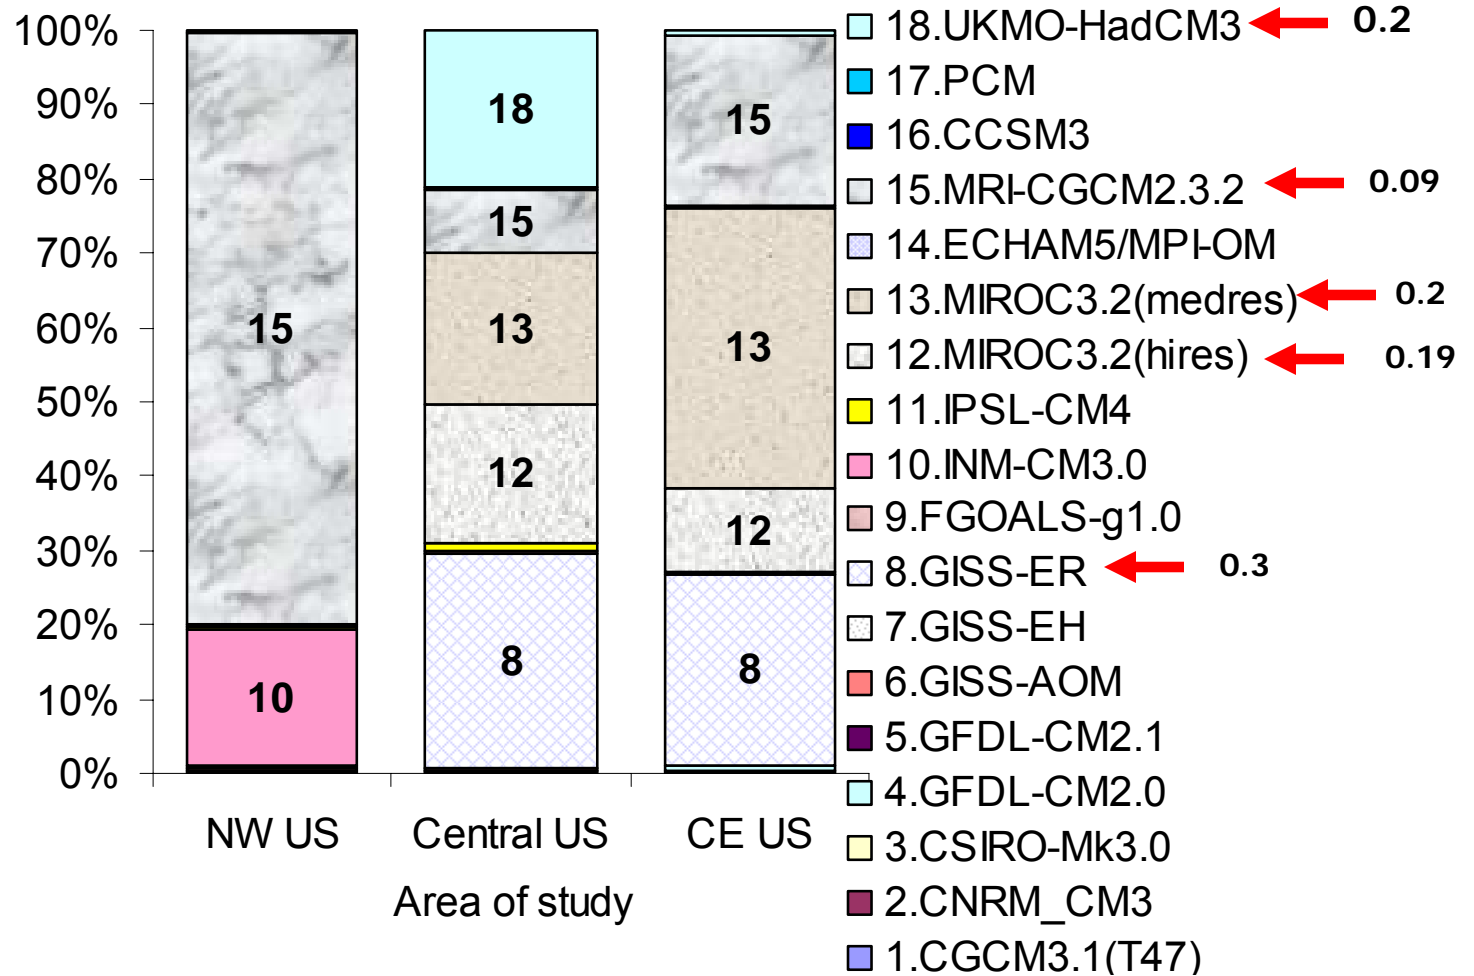 100%
90%
80%
70%
60%
50%
40%
30%
20%
10%
0%
15
10
18
15
13
12
8
15
13
12
8
NW US
Central US
CE US
Area of study
18.UKMO-HadCM3 0.2
17.PCM
16.CCSM3
15.MRI-CGCM2.3.2 0.09
14.ECHAM5/MPI-OM
13.MIROC3.2(medres) 0.2
12.MIROC3.2(hires) 0.19
11.IPSL-CM4
10.INM-CM3.0
9.FGOALS-g1.0
8.GISS-ER 0.3
7.GISS-EH
6.GISS-AOM
5.GFDL-CM2.1
4.GFDL-CM2.0
3.CSIRO-Mk3.0
2.CNRM_CM3
1.CGCM3.1(T47)